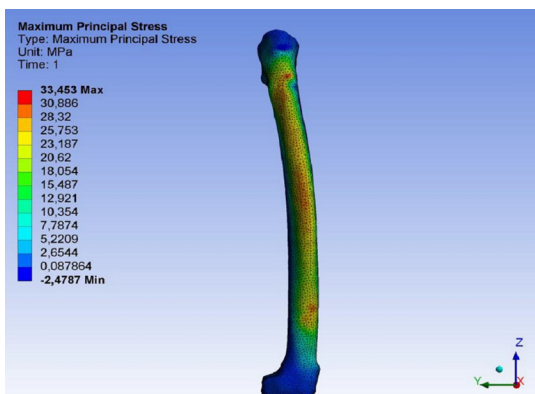 Maximum Principal Stress
Type: Maximum Principal Stress
Unit: MPa
Time: 1
33,453 Max
30,886
28,32
25,753
23,187
20,62
18,054
15,487
12,921
10,354
7,7874
5,2209
2,6544
0,087864
-2,4787 Min
Z
Y
X